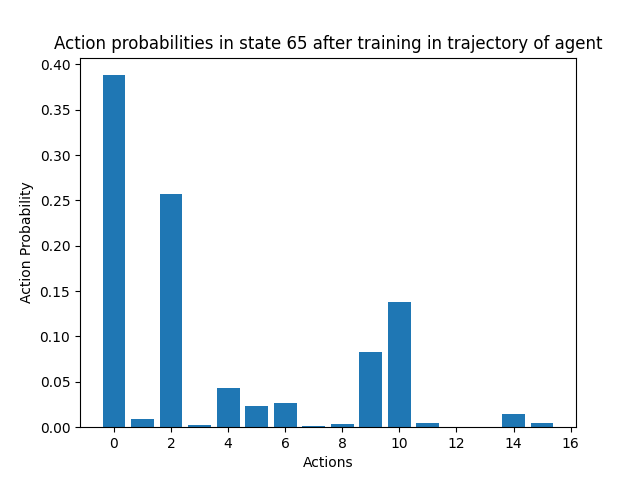 Action probabilities in state 65 after training in trajectory of agent
0.40
0.35
0.30
0.25
0.20
0.15
0.10
0.05
0.00
Action Probability
0 2 4 6 8 10 12 14 16
Actions